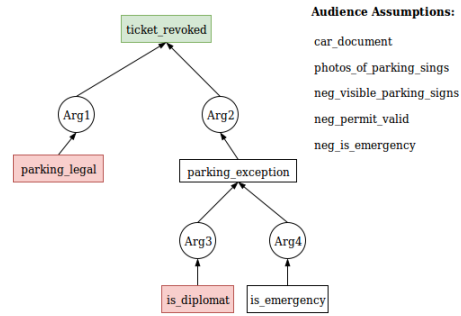 Audience Assumptions:
ticket_revoked
car_document
photos_of_parking_sings
neg_visible_parking_signs
neg_permit_valid
neg_is_emergency
Arg1
Arg2
parking_legal
parking_exception
Arg3
Arg4
is_diplomat
is_emergency